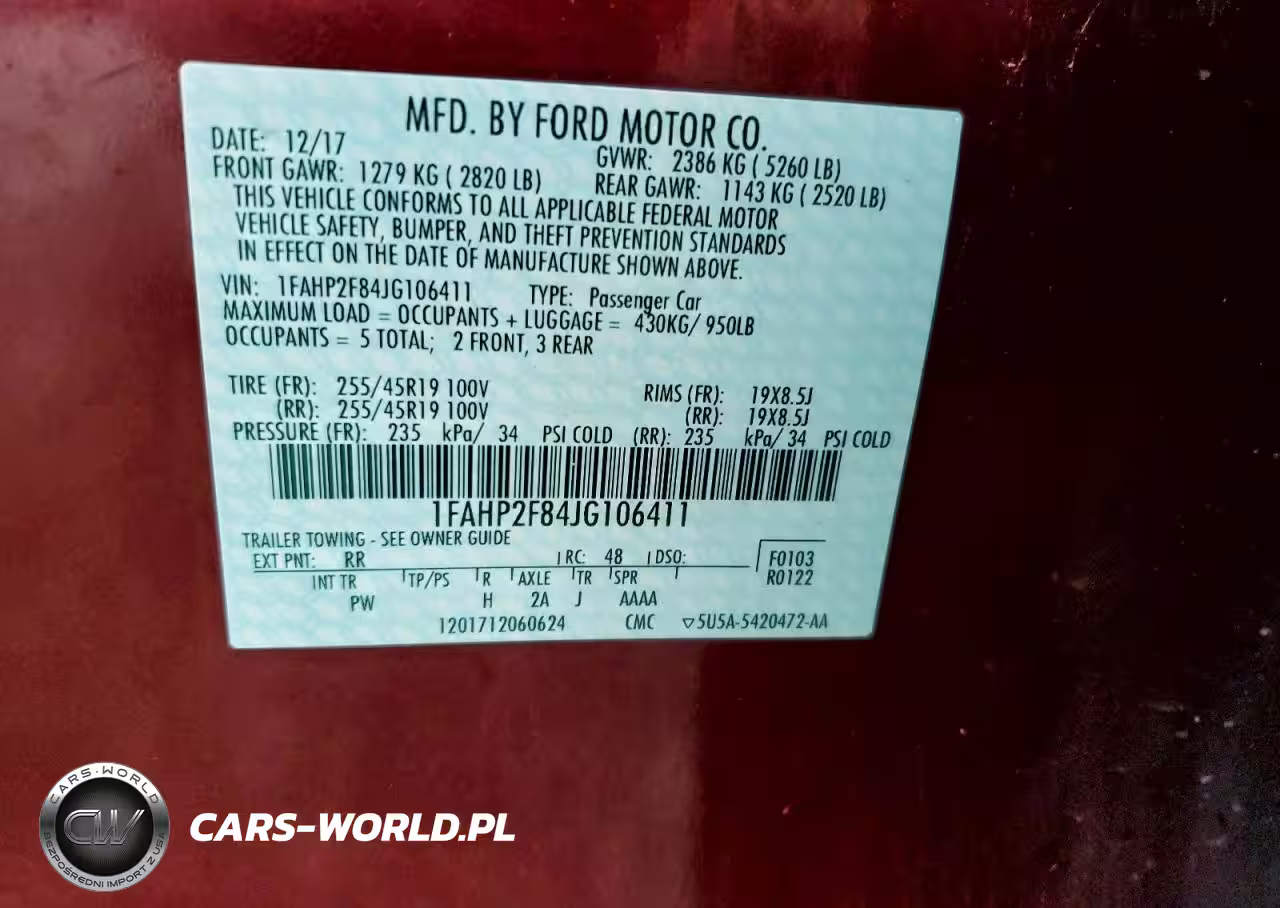 MFD. BY FORD MOTOR CO.
DATE: 12/17 GVWR: 2386 KG ( 5260 LB)
FRONT GAWR: 1279 KG ( 2820 LB) REAR GAWR: 1143 KG ( 2520 LB)
THIS VEHICLE CONFORMS TO ALL APPLICABLE FEDERAL MOTOR
VEHICLE SAFETY, BUMPER, AND THEFT PREVENTION STANDARDS
IN EFFECT ON THE DATE OF MANUFACTURE SHOWN ABOVE.
VIN: 1FAHP2F84JG106411 TYPE: Passenger Car
MAXIMUM LOAD = OCCUPANTS + LUGGAGE = 430KG/ 950LB
OCCUPANTS = 5 TOTAL; 2 FRONT, 3 REAR
TIRE (FR): 255/45R19 100V RIMS (FR): 19X8.5J
(RR): 255/45R19 100V (RR): 19X8.5J
PRESSURE (FR): 235 kPa/ 34 PSI COLD (RR): 235 kPa/ 34 PSI COLD
1FAHP2F84JG106411
TRAILER TOWING - SEE OWNER GUIDE
EXT PNT: RR RC: 48 DSO: F0103
INT TR TP/PS R AXLE TR SPR R0122
PW H 2A J AAAA
1201712060624 CMC ▽5U5A-5420472-AA
CARS-WORLD
CW
BEZPOŚREDNI IMPORT Z USA
CARS-WORLD.PL